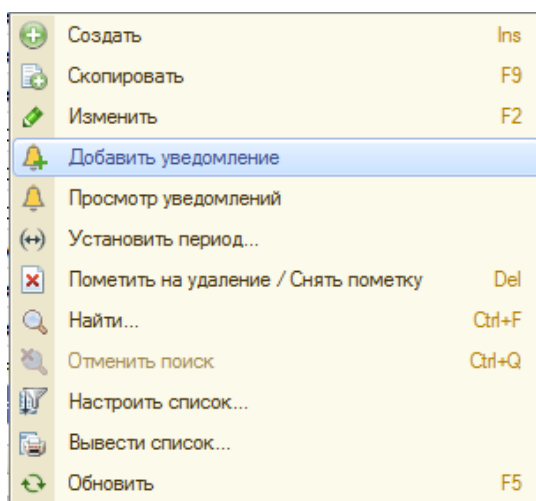 Создать Ins
Скопировать F9
Изменить F2
Добавить уведомление
Просмотр уведомлений
Установить период...
Пометить на удаление / Снять пометку Del
Найти... Ctrl+F
Отменить поиск Ctrl+Q
Настроить список...
Вывести список...
Обновить F5